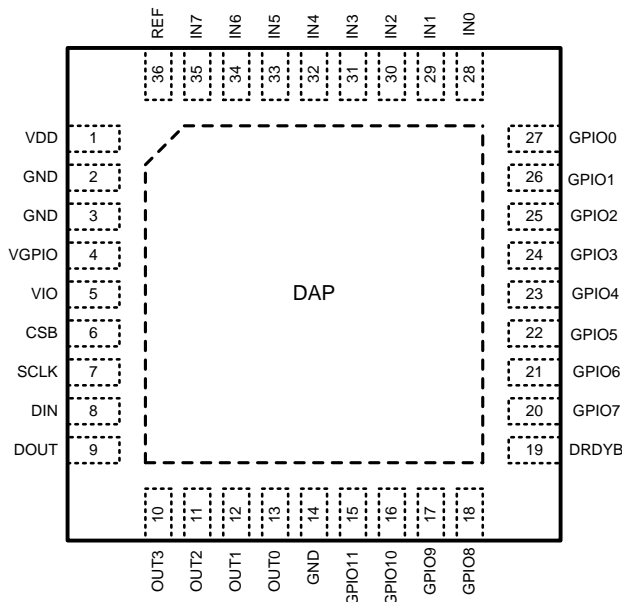 REF IN7 IN6 IN5 IN4 IN3 IN2 IN1 IN0
36 35 34 33 32 31 30 29 28
VDD 1 27 GPIO0
GND 2 26 GPIO1
GND 3 25 GPIO2
VGPIO 4 24 GPIO3
VIO 5 DAP 23 GPIO4
CSB 6 22 GPIO5
SCLK 7 21 GPIO6
DIN 8 20 GPIO7
DOUT 9 19 DRDYB
10 11 12 13 14 15 16 17 18
OUT3 OUT2 OUT1 OUT0 GND GPIO11 GPIO10 GPIO9 GPIO8